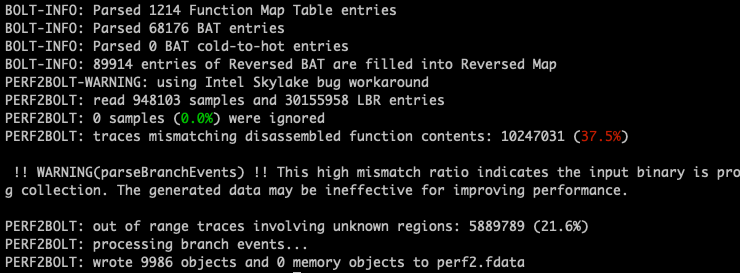 BOLT-INFO: Parsed 1214 Function Map Table entries
BOLT-INFO: Parsed 68176 BAT entries
BOLT-INFO: Parsed 0 BAT cold-to-hot entries
BOLT-INFO: 89914 entries of Reversed BAT are filled into Reversed Map
PERF2BOLT-WARNING: using Intel Skylake bug workaround
PERF2BOLT: read 948103 samples and 30155958 LBR entries
PERF2BOLT: 0 samples (0.0%) were ignored
PERF2BOLT: traces mismatching disassembled function contents: 10247031 (37.5%)
!! WARNING(parseBranchEvents) !! This high mismatch ratio indicates the input binary is pro
g collection. The generated data may be ineffective for improving performance.
PERF2BOLT: out of range traces involving unknown regions: 5889789 (21.6%)
PERF2BOLT: processing branch events...
PERF2BOLT: wrote 9986 objects and 0 memory objects to perf2.fdata